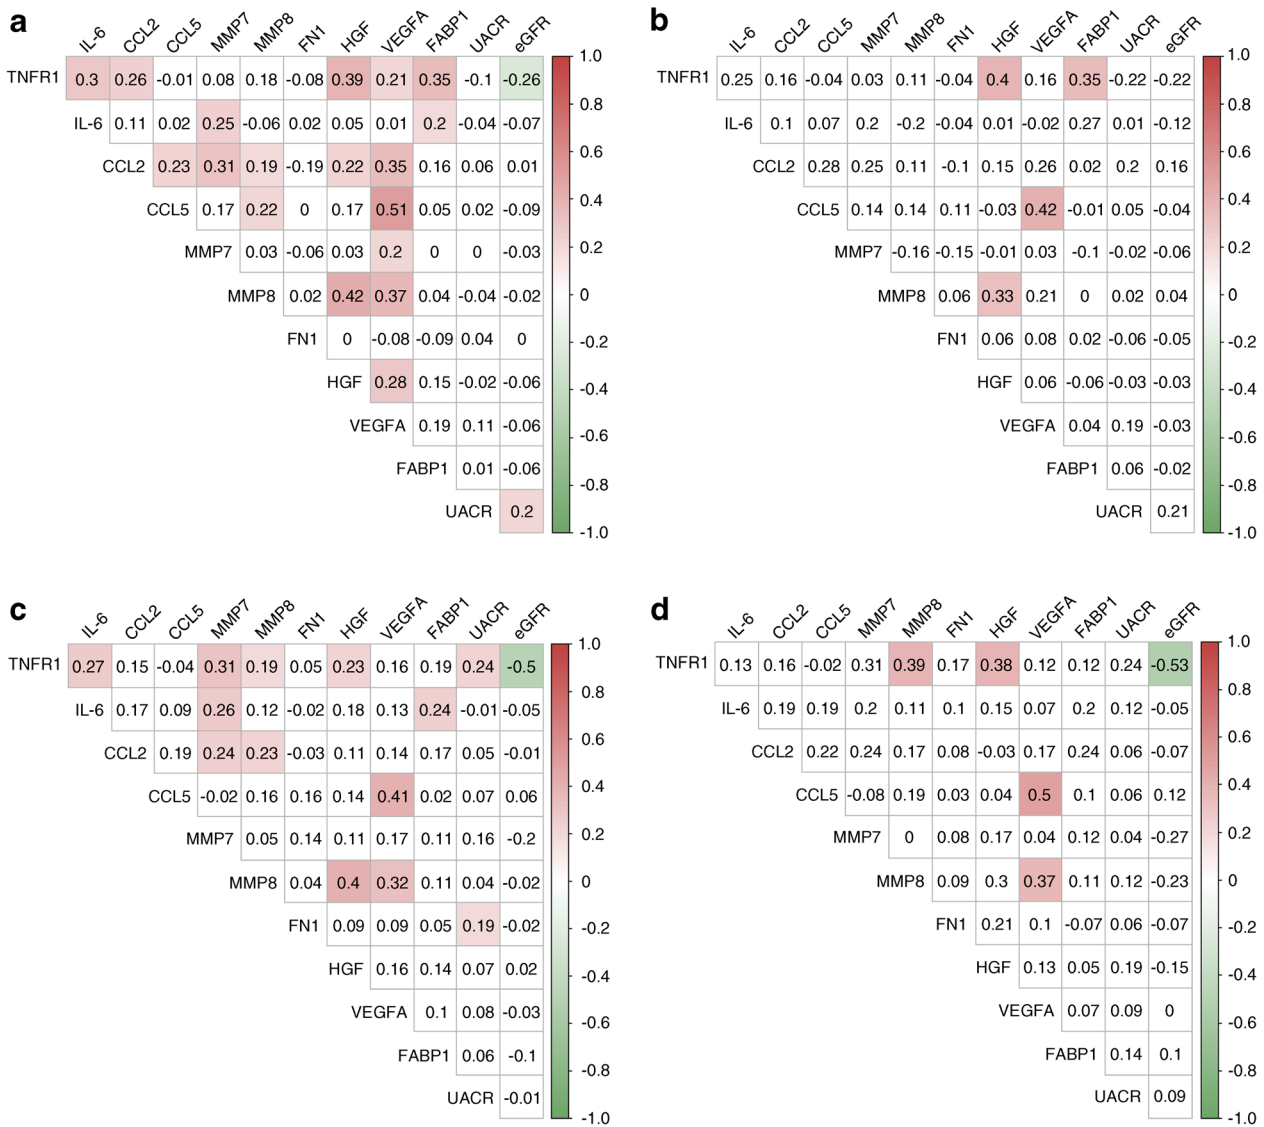 a
IL-6 CCL2 CCL5 MMP7 MMP8 FN1 HGF VEGFA FABP1 UACR eGFR
TNFR1 0.3 0.26 -0.01 0.08 0.18 -0.08 0.39 0.21 0.35 -0.1 -0.26
IL-6 0.11 0.02 0.25 -0.06 0.02 0.05 0.01 0.2 -0.04 -0.07
CCL2 0.23 0.31 0.19 -0.19 0.22 0.35 0.16 0.06 0.01
CCL5 0.17 0.22 0 0.17 0.51 0.05 0.02 -0.09
MMP7 0.03 -0.06 0.03 0.2 0 0 -0.03
MMP8 0.02 0.42 0.37 0.04 -0.04 -0.02
FN1 0 -0.08 -0.09 0.04 0
HGF 0.28 0.15 -0.02 -0.06
VEGFA 0.19 0.11 -0.06
FABP1 0.01 -0.06
UACR 0.2
1.0
0.8
0.6
0.4
0.2
0
-0.2
-0.4
-0.6
-0.8
-1.0
b
IL-6 CCL2 CCL5 MMP7 MMP8 FN1 HGF VEGFA FABP1 UACR eGFR
TNFR1 0.25 0.16 -0.04 0.03 0.11 -0.04 0.4 0.16 0.35 -0.22 -0.22
IL-6 0.1 0.07 0.2 -0.2 -0.04 0.01 -0.02 0.27 0.01 -0.12
CCL2 0.28 0.25 0.11 -0.1 0.15 0.26 0.02 0.2 0.16
CCL5 0.14 0.14 0.11 -0.03 0.42 -0.01 0.05 -0.04
MMP7 -0.16 -0.15 -0.01 0.03 -0.1 -0.02 -0.06
MMP8 0.06 0.33 0.21 0 0.02 0.04
FN1 0.06 0.08 0.02 -0.06 -0.05
HGF 0.06 -0.06 -0.03 -0.03
VEGFA 0.04 0.19 -0.03
FABP1 0.06 -0.02
UACR 0.21
1.0
0.8
0.6
0.4
0.2
0
-0.2
-0.4
-0.6
-0.8
-1.0
c
IL-6 CCL2 CCL5 MMP7 MMP8 FN1 HGF VEGFA FABP1 UACR eGFR
TNFR1 0.27 0.15 -0.04 0.31 0.19 0.05 0.23 0.16 0.19 0.24 -0.5
IL-6 0.17 0.09 0.26 0.12 -0.02 0.18 0.13 0.24 -0.01 -0.05
CCL2 0.19 0.24 0.23 -0.03 0.11 0.14 0.17 0.05 -0.01
CCL5 -0.02 0.16 0.16 0.14 0.41 0.02 0.07 0.06
MMP7 0.05 0.14 0.11 0.17 0.11 0.16 -0.2
MMP8 0.04 0.4 0.32 0.11 0.04 -0.02
FN1 0.09 0.09 0.05 0.19 -0.02
HGF 0.16 0.14 0.07 0.02
VEGFA 0.1 0.08 -0.03
FABP1 0.06 -0.1
UACR -0.01
1.0
0.8
0.6
0.4
0.2
0
-0.2
-0.4
-0.6
-0.8
-1.0
d
IL-6 CCL2 CCL5 MMP7 MMP8 FN1 HGF VEGFA FABP1 UACR eGFR
TNFR1 0.13 0.16 -0.02 0.31 0.39 0.17 0.38 0.12 0.12 0.24 -0.53
IL-6 0.19 0.19 0.2 0.11 0.1 0.15 0.07 0.2 0.12 -0.05
CCL2 0.22 0.24 0.17 0.08 -0.03 0.17 0.24 0.06 -0.07
CCL5 -0.08 0.19 0.03 0.04 0.5 0.1 0.06 0.12
MMP7 0 0.08 0.17 0.04 0.12 0.04 -0.27
MMP8 0.09 0.3 0.37 0.11 0.12 -0.23
FN1 0.21 0.1 -0.07 0.06 -0.07
HGF 0.13 0.05 0.19 -0.15
VEGFA 0.07 0.09 0
FABP1 0.14 0.1
UACR 0.09
1.0
0.8
0.6
0.4
0.2
0
-0.2
-0.4
-0.6
-0.8
-1.0